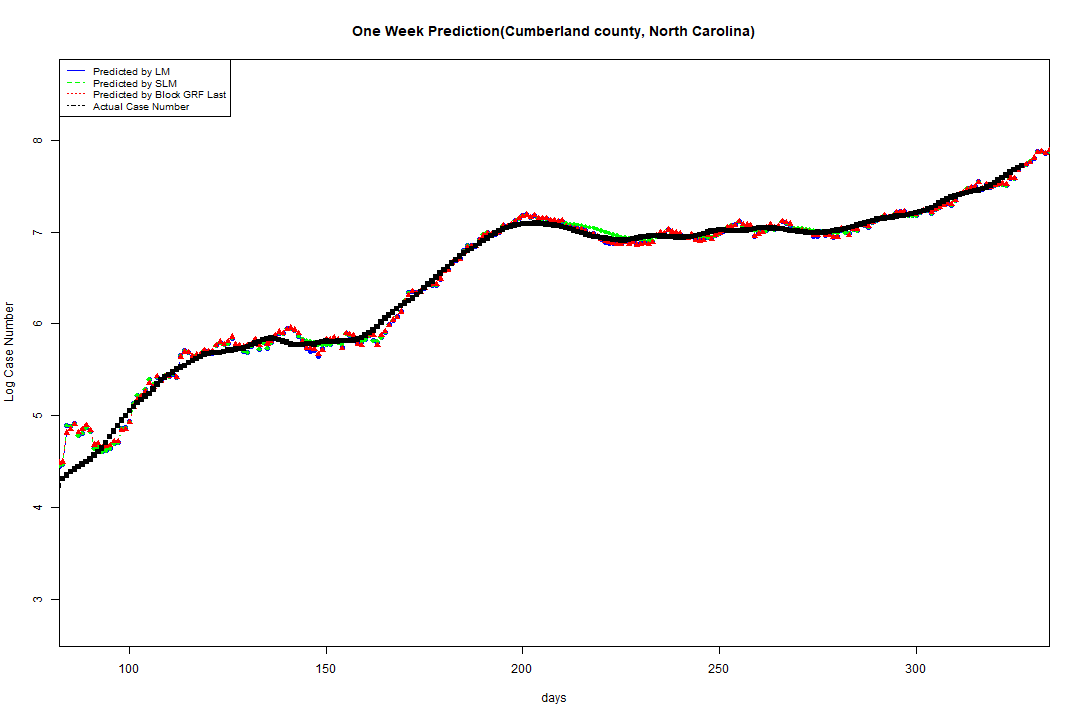 One Week Prediction(Cumberland county, North Carolina)
Predicted by LM
Predicted by SLM
Predicted by Block GRF Last
Actual Case Number
8
7
6
5
4
3
Log Case Number
100 150 200 250 300
days